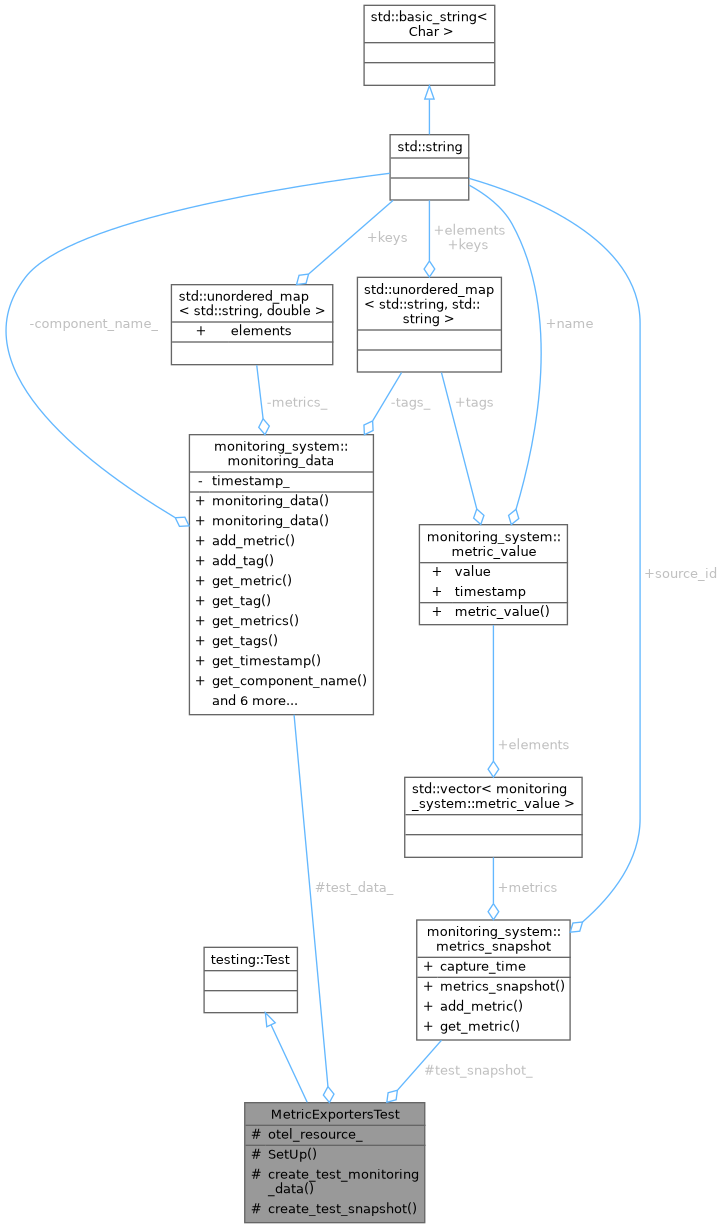 std::basic_string<
Char >
std::string
+keys
+elements
+keys
std::unordered_map
< std::string, double >
+ elements
std::unordered_map
< std::string, std::
string >
-component_name_
+name
-metrics_
-tags_
+tags
monitoring_system::
monitoring_data
- timestamp_
+ monitoring_data()
+ monitoring_data()
+ add_metric()
+ add_tag()
+ get_metric()
+ get_tag()
+ get_metrics()
+ get_tags()
+ get_timestamp()
+ get_component_name()
and 6 more...
monitoring_system::
metric_value
+ value
+ timestamp
+ metric_value()
+source_id
+elements
std::vector< monitoring
_system::metric_value >
+metrics
#test_data_
monitoring_system::
metrics_snapshot
+ capture_time
+ metrics_snapshot()
+ add_metric()
+ get_metric()
testing::Test
#test_snapshot_
MetricExportersTest
# otel_resource_
# SetUp()
# create_test_monitoring
_data()
# create_test_snapshot()